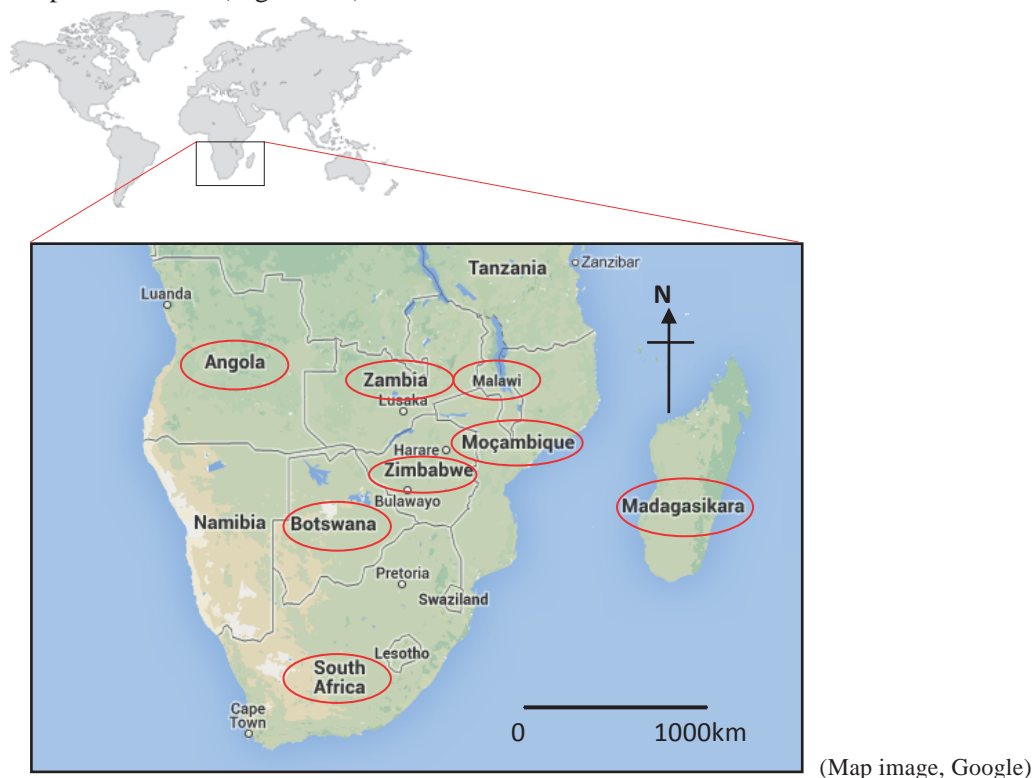 Tanzania
Zanzibar
Luanda
N
Angola
Zambia
Malawi
Lusaka
Moçambique
Harare
Zimbabwe
Bulawayo
Madagasikara
Namibia
Botswana
Pretoria
Swaziland
Lesotho
South
Africa
Cape
Town
0
1000km
(Map image, Google)